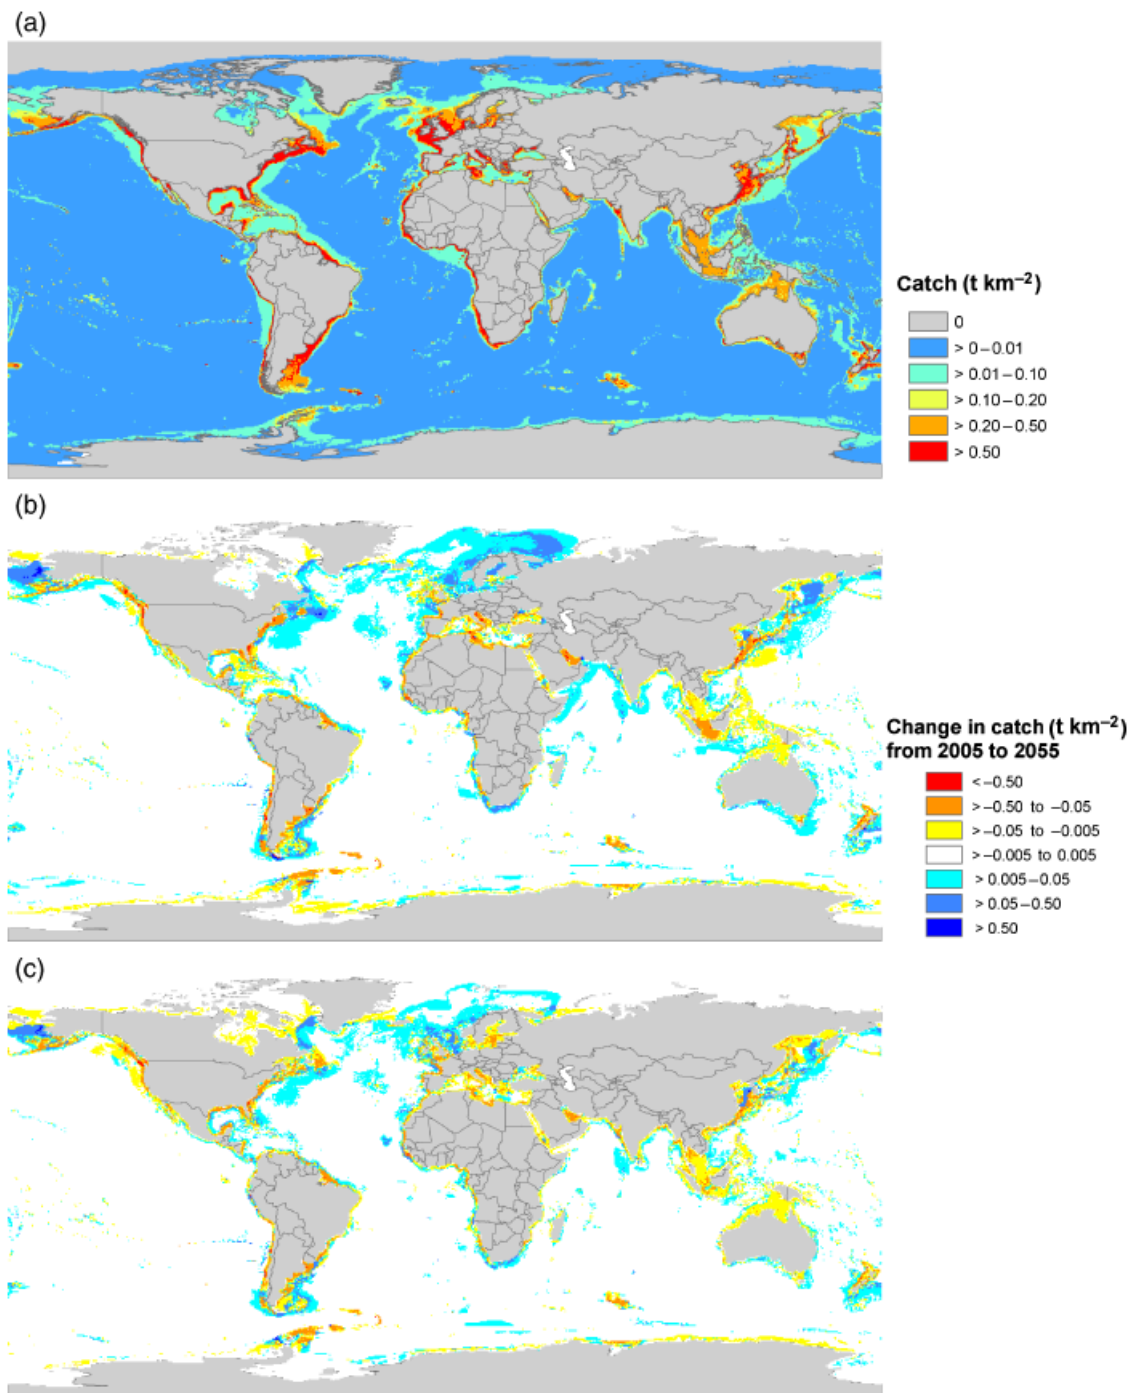 (a)
Catch (t km⁻²)
0
> 0–0.01
> 0.01–0.10
> 0.10–0.20
> 0.20–0.50
> 0.50
(b)
Change in catch (t km⁻²)
from 2005 to 2055
< –0.50
> –0.50 to –0.05
> –0.05 to –0.005
> –0.005 to 0.005
> 0.005–0.05
> 0.05–0.50
> 0.50
(c)